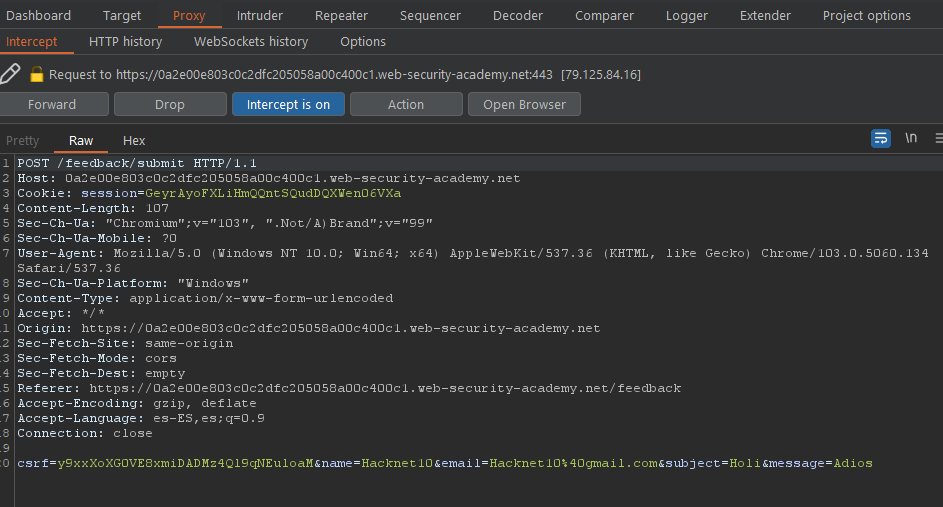 Dashboard Target Proxy Intruder Repeater Sequencer Decoder Comparer Logger Extender Project options
Intercept HTTP history WebSockets history Options
Request to https://0a2e00e803c0c2dfc205058a00c400c1.web-security-academy.net:443 [79.125.84.16]
Forward Drop Intercept is on Action Open Browser
Pretty Raw Hex \n
1 POST /feedback/submit HTTP/1.1
2 Host: 0a2e00e803c0c2dfc205058a00c400c1.web-security-academy.net
3 Cookie: session=GeyrAyoFXLiHmQQntSQudDQXWenO6VXa
4 Content-Length: 107
5 Sec-Ch-Ua: "Chromium";v="103", ".Not/A)Brand";v="99"
6 Sec-Ch-Ua-Mobile: ?0
7 User-Agent: Mozilla/5.0 (Windows NT 10.0; Win64; x64) AppleWebKit/537.36 (KHTML, like Gecko) Chrome/103.0.5060.134
Safari/537.36
8 Sec-Ch-Ua-Platform: "Windows"
9 Content-Type: application/x-www-form-urlencoded
10 Accept: */*
11 Origin: https://0a2e00e803c0c2dfc205058a00c400c1.web-security-academy.net
12 Sec-Fetch-Site: same-origin
13 Sec-Fetch-Mode: cors
14 Sec-Fetch-Dest: empty
15 Referer: https://0a2e00e803c0c2dfc205058a00c400c1.web-security-academy.net/feedback
16 Accept-Encoding: gzip, deflate
17 Accept-Language: es-ES,es;q=0.9
18 Connection: close
19
20 csrf=y9xxXoXG0VE8xmiDADMz4Ql9qNEuloaM&name=Hacknet10&email=Hacknet10%40gmail.com&subject=Holi&message=Adios